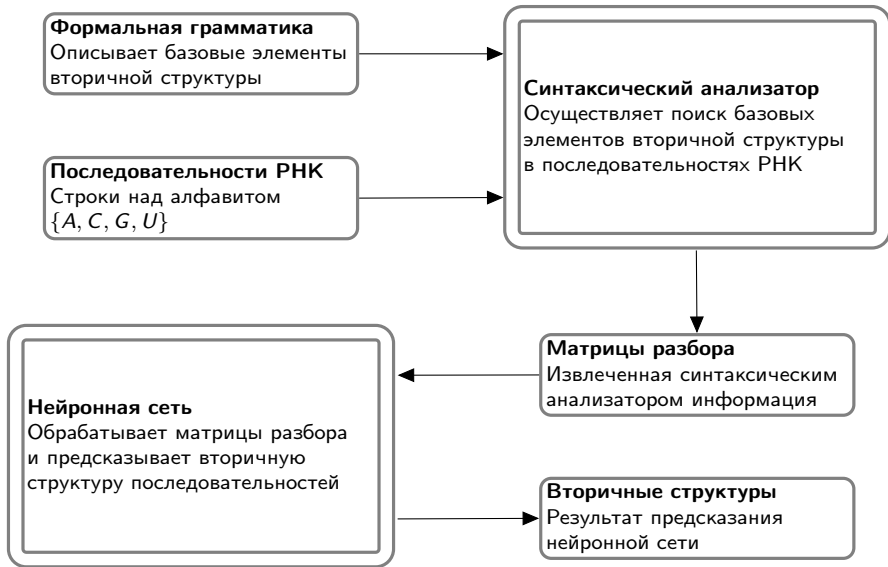 Формальная грамматика
Описывает базовые элементы
вторичной структуры
Последовательности РНК
Строки над алфавитом
{A, C, G, U}
Синтаксический анализатор
Осуществляет поиск базовых
элементов вторичной структуры
в последовательностях РНК
Матрицы разбора
Извлеченная синтаксическим
анализатором информация
Нейронная сеть
Обрабатывает матрицы разбора
и предсказывает вторичную
структуру последовательностей
Вторичные структуры
Результат предсказания
нейронной сети